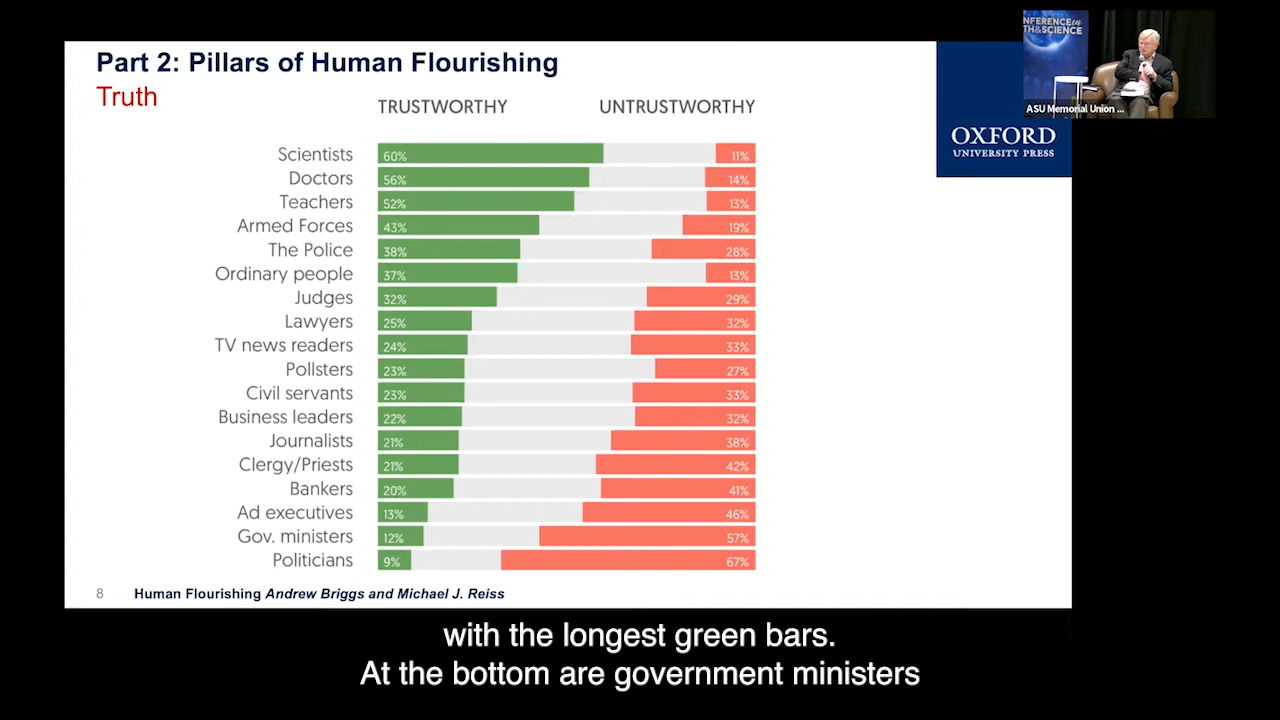 Part 2: Pillars of Human Flourishing
Truth
TRUSTWORTHY UNTRUSTWORTHY
Scientists 60% 11%
Doctors 56% 14%
Teachers 52% 13%
Armed Forces 43% 19%
The Police 38% 28%
Ordinary people 37% 13%
Judges 32% 29%
Lawyers 25% 32%
TV news readers 24% 33%
Pollsters 23% 27%
Civil servants 23% 33%
Business leaders 22% 32%
Journalists 21% 38%
Clergy/Priests 21% 42%
Bankers 20% 41%
Ad executives 13% 46%
Gov. ministers 12% 57%
Politicians 9% 67%
8 Human Flourishing Andrew Briggs and Michael J. Reiss
OXFORD
UNIVERSITY PRESS
NFERENCE in
TH&SCIENCE
ASU Memorial Union ...
with the longest green bars.
At the bottom are government ministers